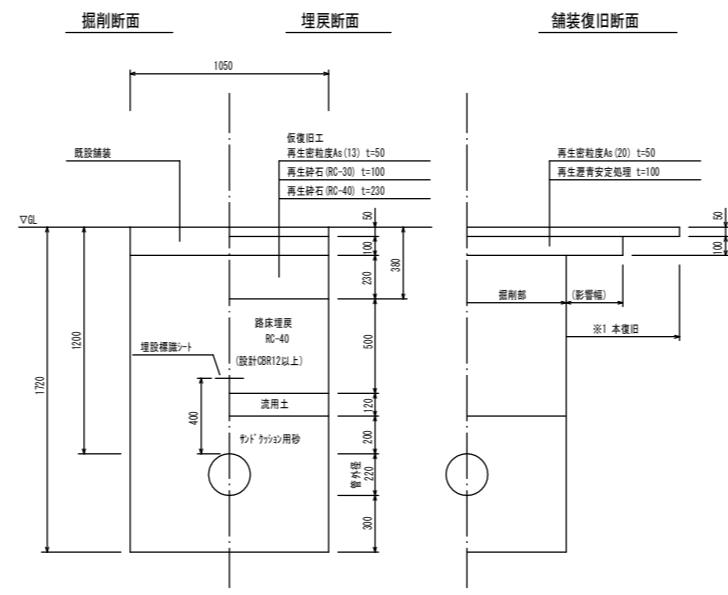 掘削断面
埋戻断面
舗装復旧断面
1050
仮復旧工
再生密粒度As(13) t=50
再生砕石(RC-30) t=100
再生砕石(RC-40) t=230
既設舗装
再生密粒度As(20) t=50
再生瀝青安定処理 t=100
▽GL
50
100
230
380
500
120
200
管外径
220
300
1200
1720
400
路床埋戻
RC-40
(設計CBR12以上)
埋設標識シート
流用土
サンドクッション用砂
50
100
掘削部
(影響幅)
※1 本復旧